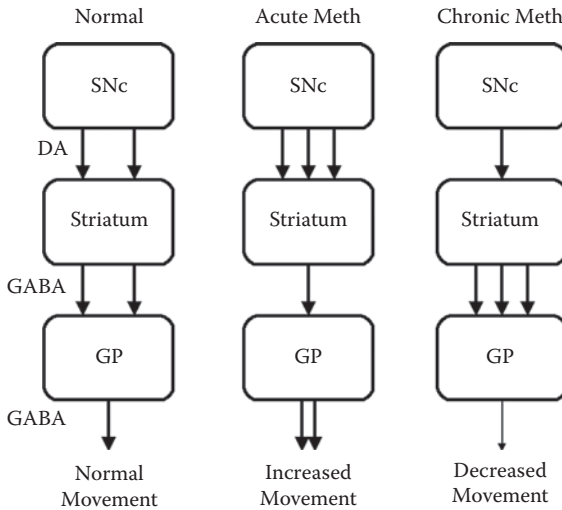 Normal
Acute Meth
Chronic Meth
SNc
SNc
SNc
DA
Striatum
Striatum
Striatum
GABA
GP
GP
GP
GABA
Normal
Movement
Increased
Movement
Decreased
Movement